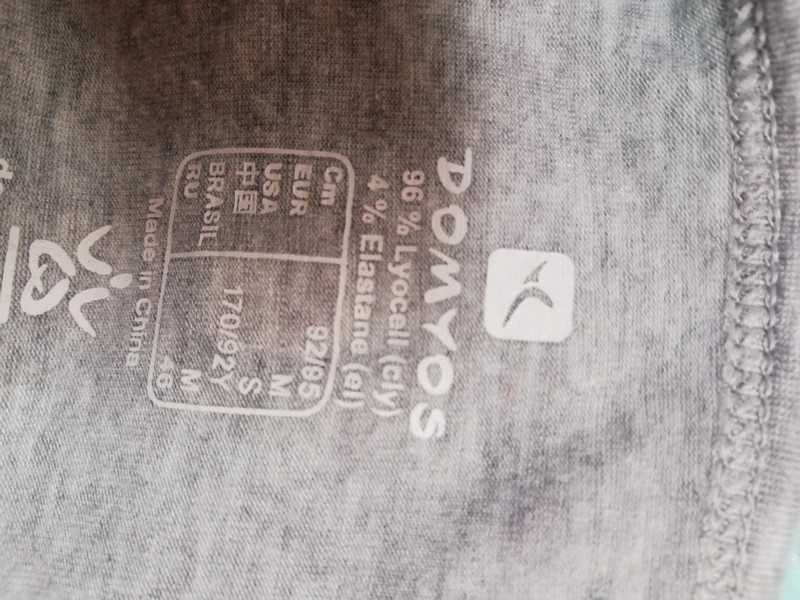 DOMYOS
96 % Lyocell (cly)
4 % Elastane (el)
Cm 92/85
EUR M
USA S
中国 170/92Y
BRASIL M
RU 46
Made in China